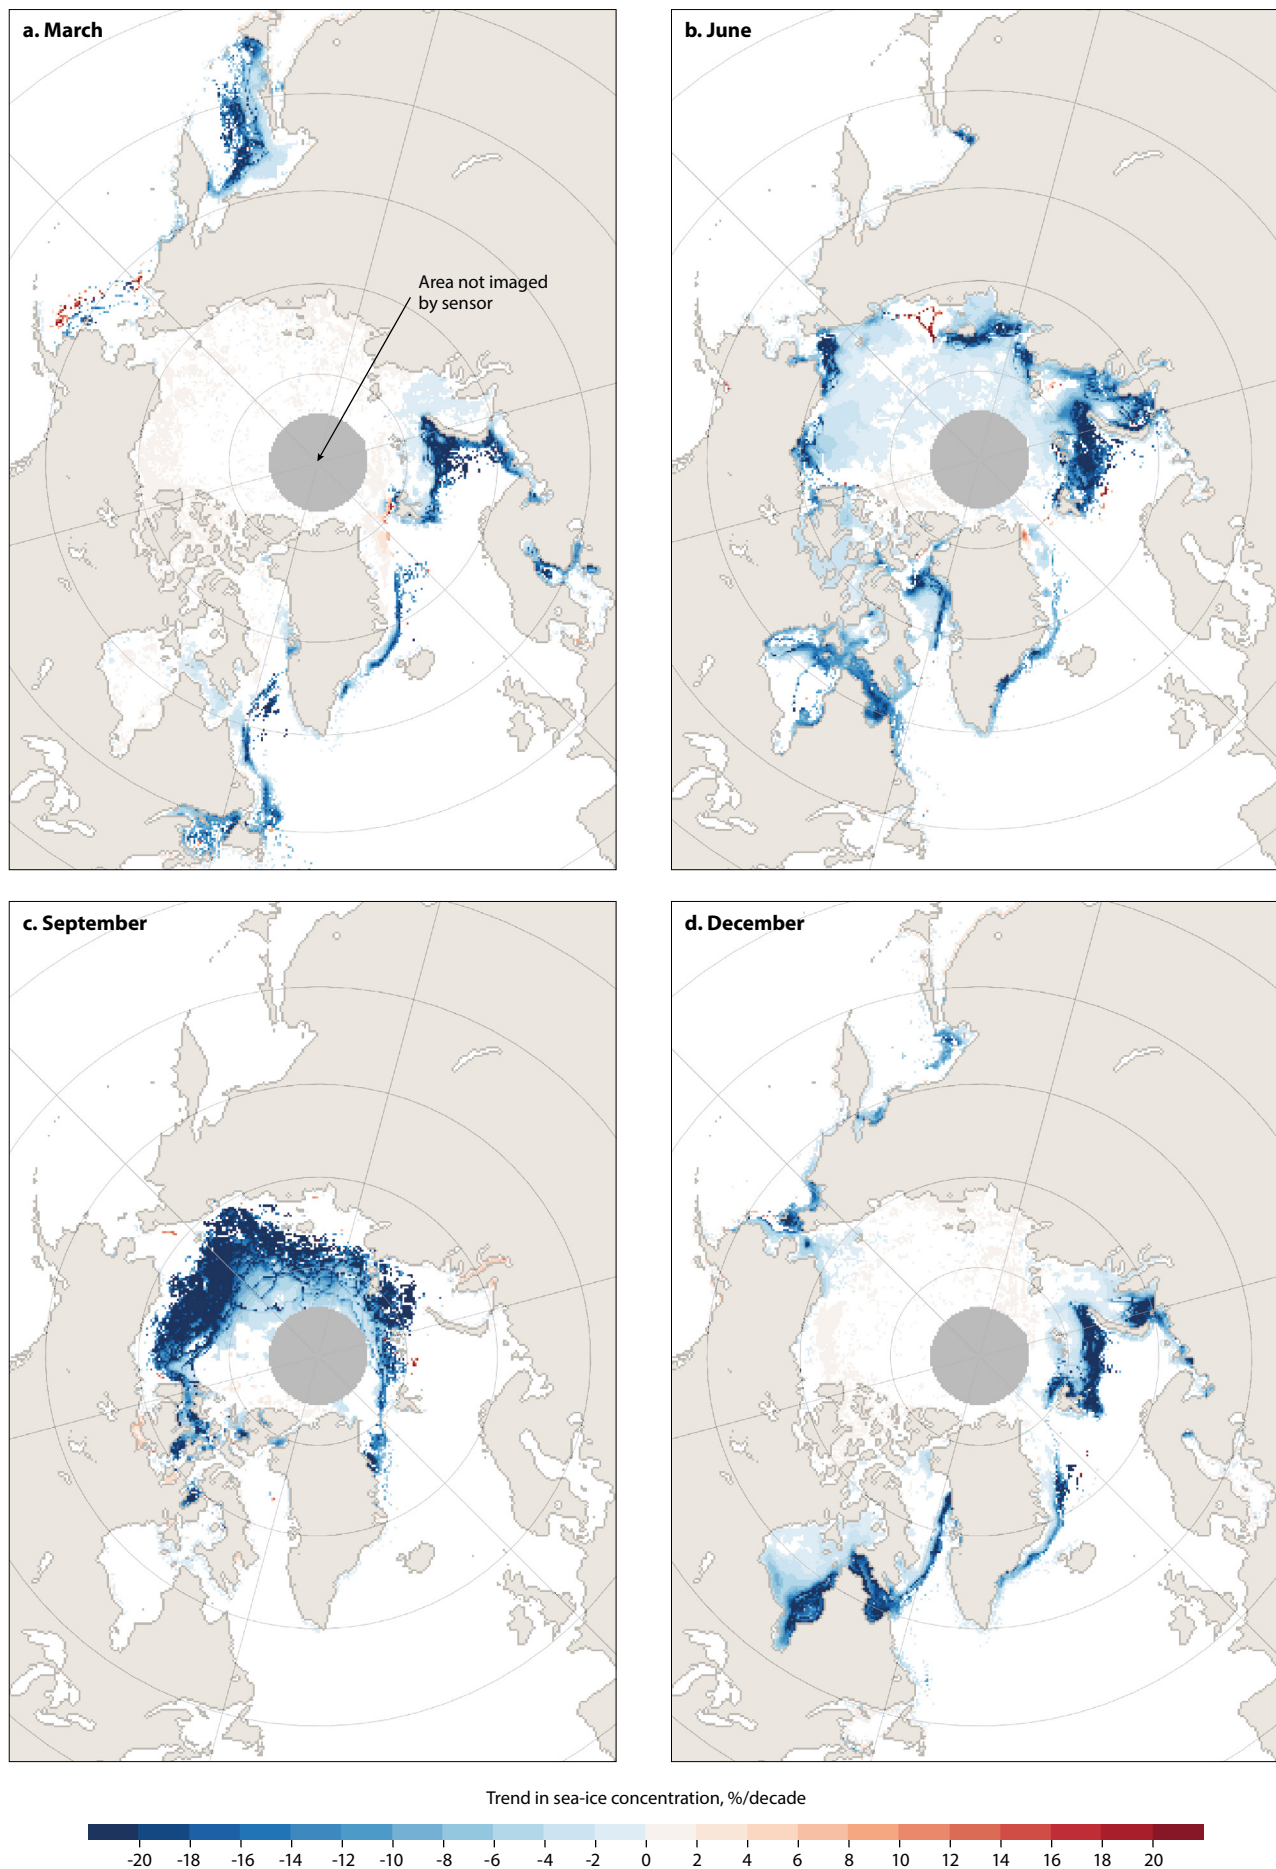 a. March
b. June
Area not imaged
by sensor
c. September
d. December
Trend in sea-ice concentration, %/decade
-20 -18 -16 -14 -12 -10 -8 -6 -4 -2 0 2 4 6 8 10 12 14 16 18 20